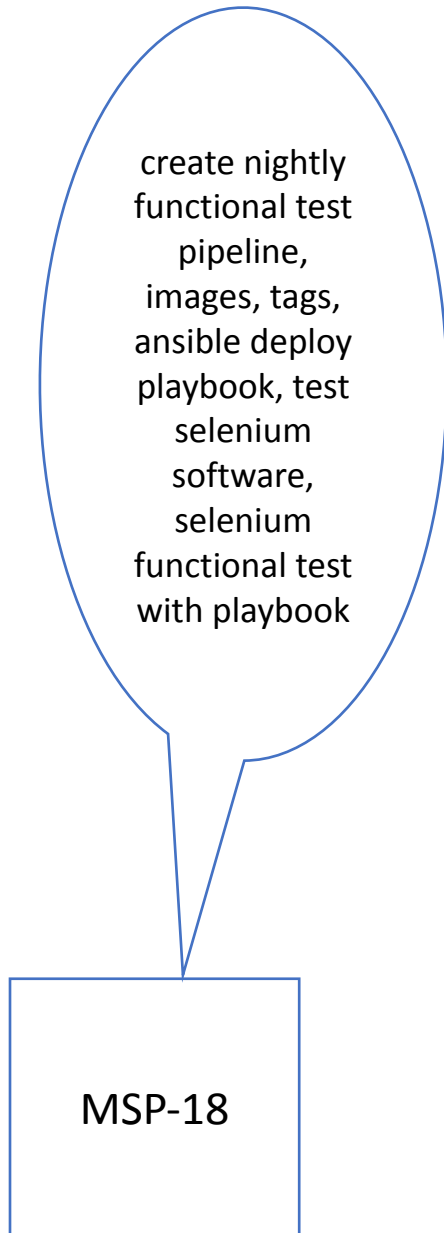 create nightly
functional test
pipeline,
images, tags,
ansible deploy
playbook, test
selenium
software,
selenium
functional test
with playbook
MSP-18